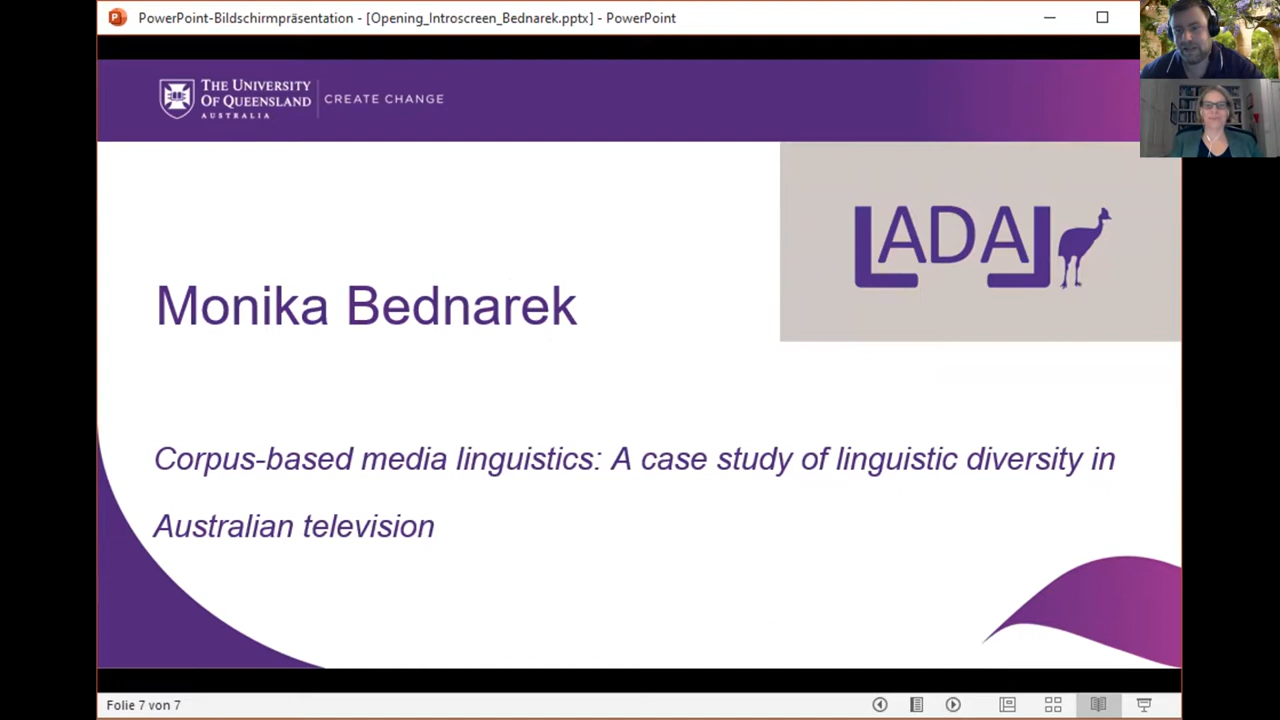 PowerPoint-Bildschirmpräsentation - [Opening_Introscreen_Bednarek.pptx] - PowerPoint
THE UNIVERSITY
OF QUEENSLAND
AUSTRALIA
CREATE CHANGE
LADAL
Monika Bednarek
Corpus-based media linguistics: A case study of linguistic diversity in
Australian television
Folie 7 von 7